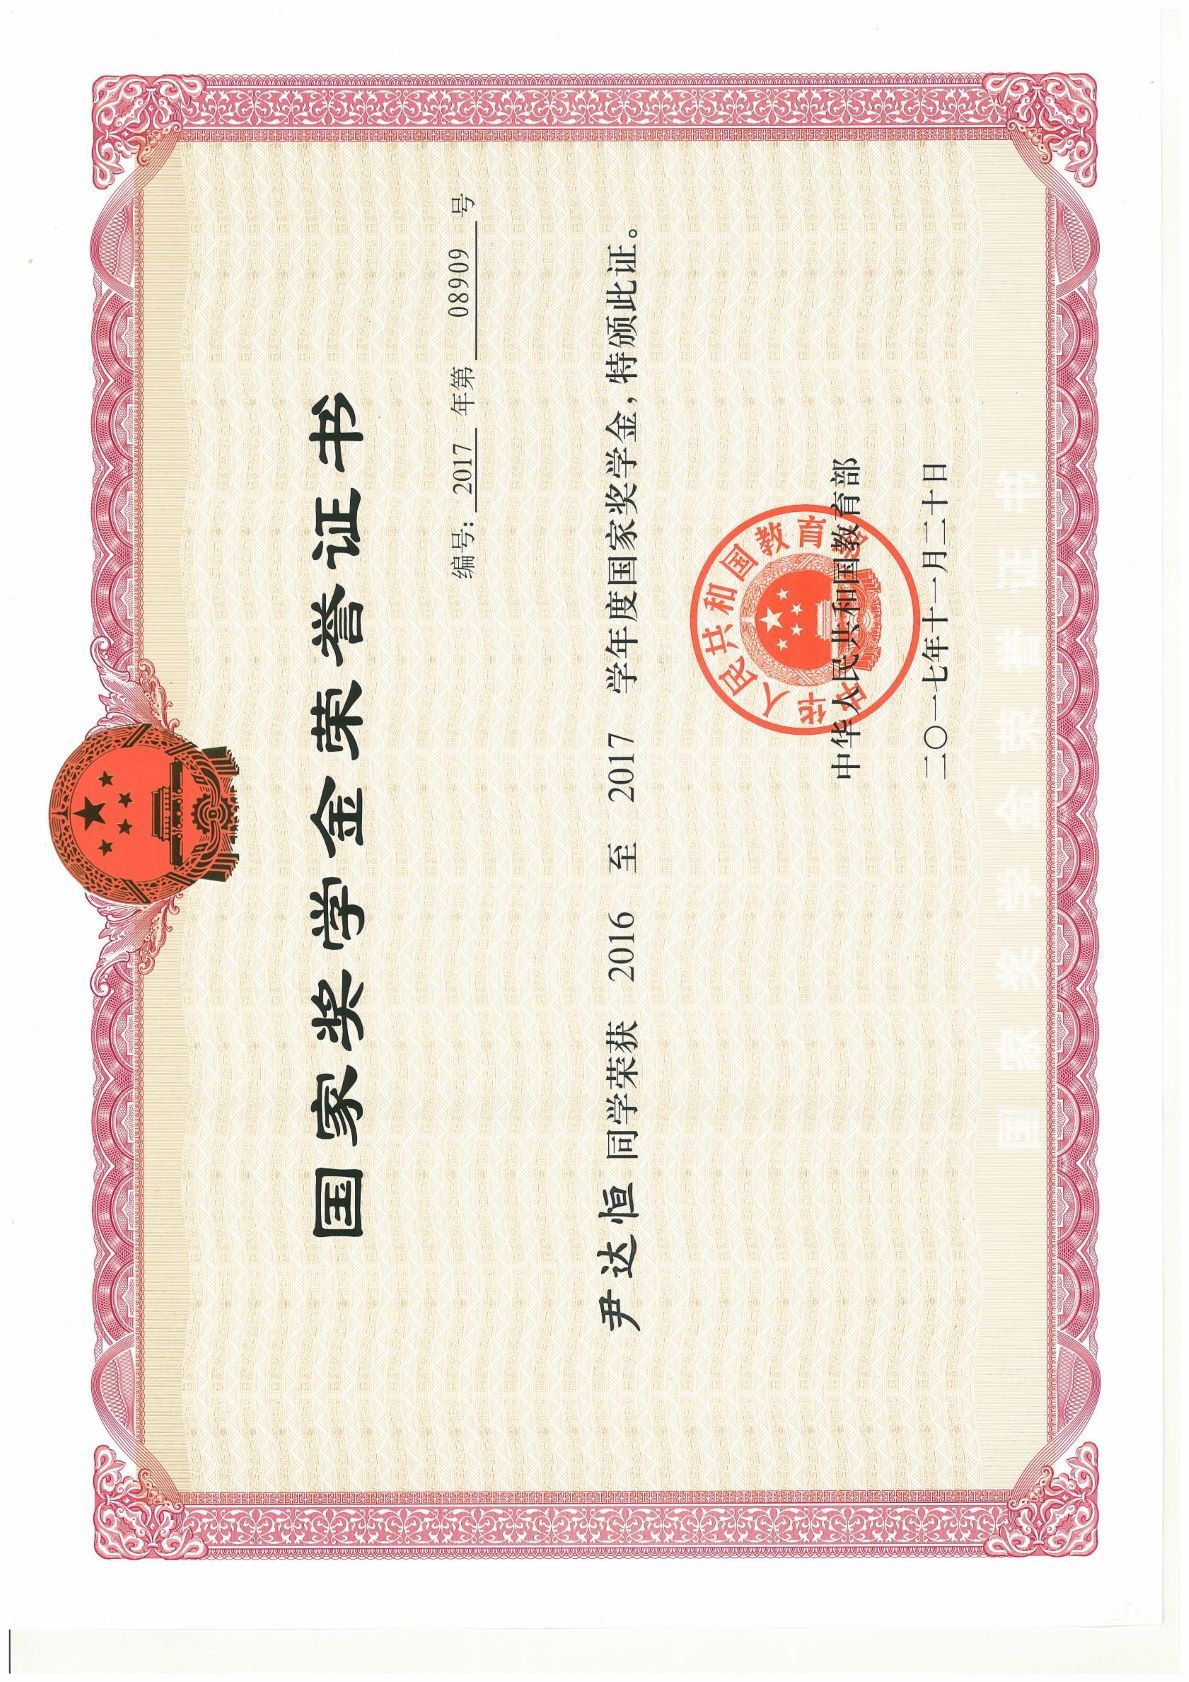 国家奖学金荣誉证书
编号: 2017 年第 08909 号
尹达恒 同学荣获 2016 至 2017 学年度国家奖学金,特颁此证。
中华人民共和国教育部
中华人民共和国教育部
二〇一七年十一月二十日
国家奖学金荣誉证书